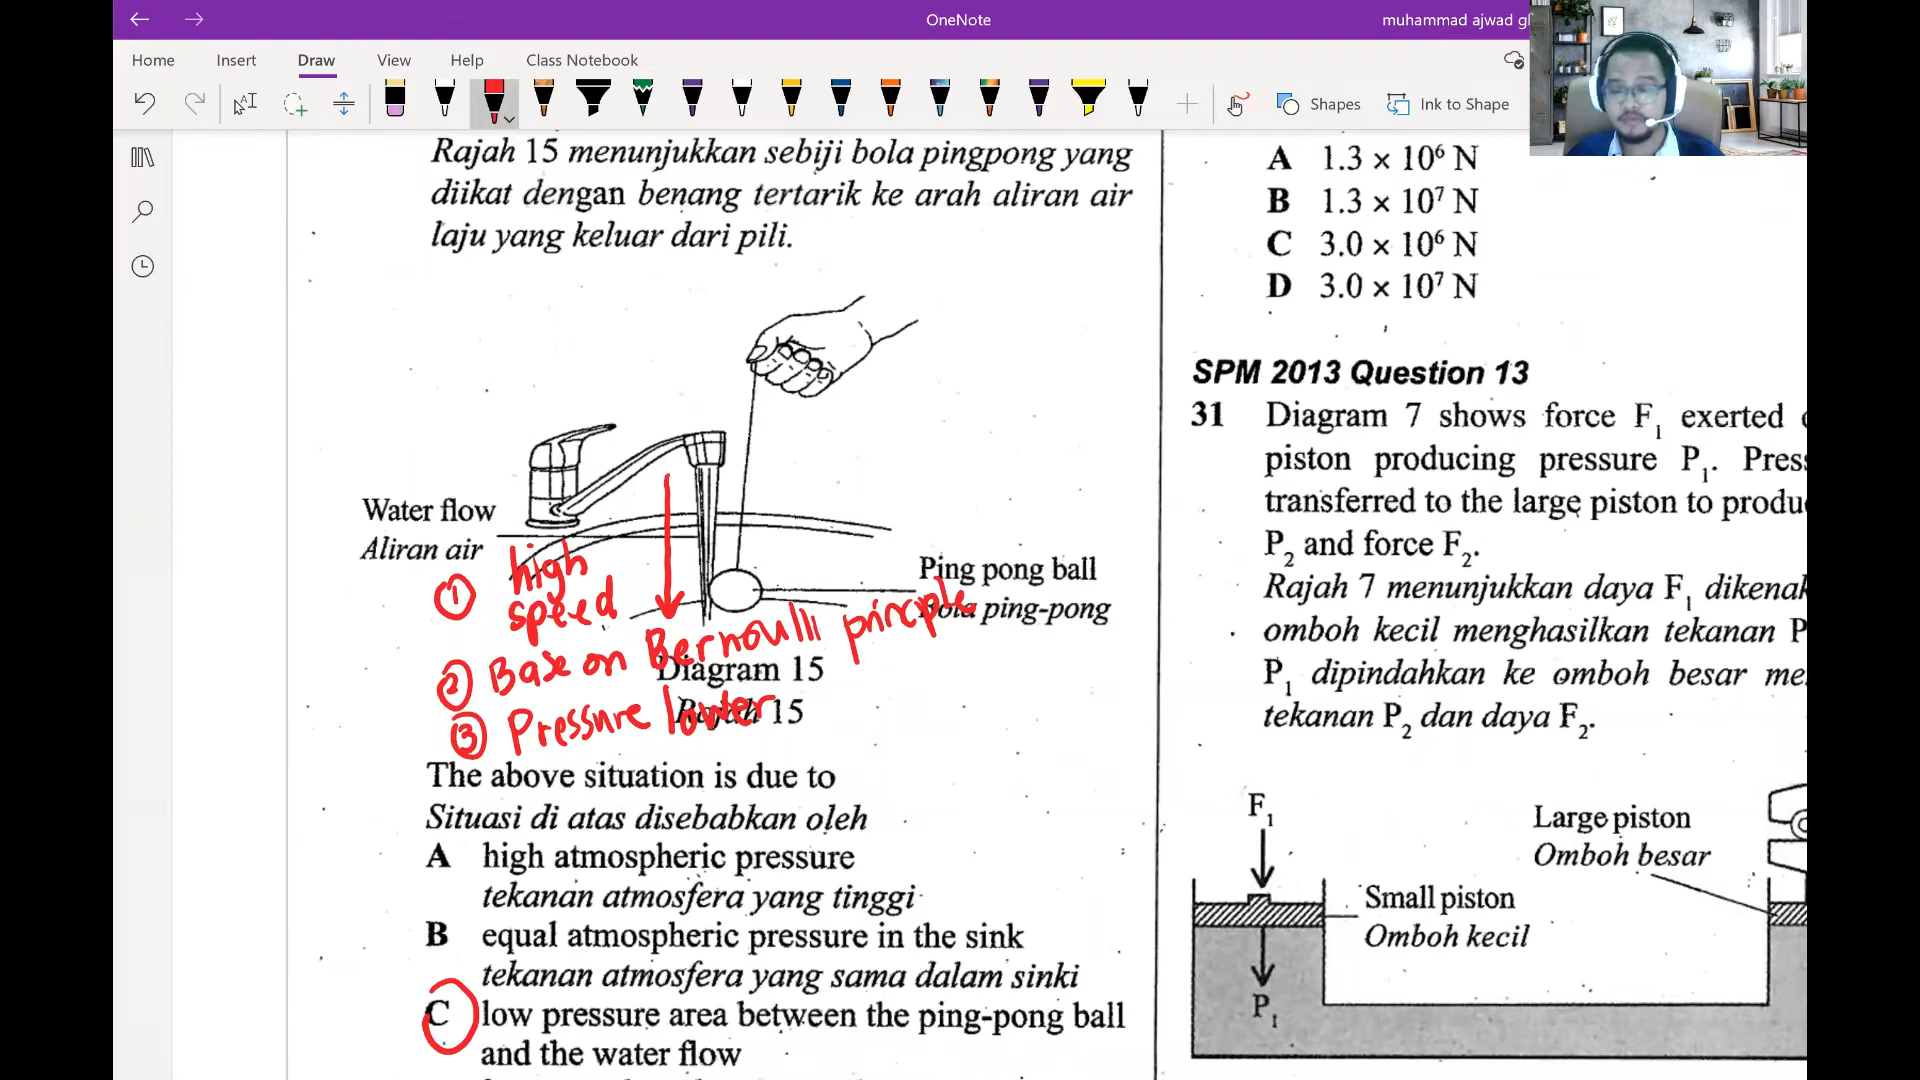 OneNote
muhammad ajwad gh
Home
Insert
Draw
View
Help
Class Notebook
Shapes
Ink to Shape
Rajah 15 menunjukkan sebiji bola pingpong yang
diikat dengan benang tertarik ke arah aliran air
laju yang keluar dari pili.
Water flow
Aliran air
Ping pong ball
Bola ping-pong
① high
speed
② Base on Bernoulli principle
③ Pressure lower
Diagram 15
Rajah 15
The above situation is due to
Situasi di atas disebabkan oleh
A high atmospheric pressure
tekanan atmosfera yang tinggi
B equal atmospheric pressure in the sink
tekanan atmosfera yang sama dalam sinki
C low pressure area between the ping-pong ball
and the water flow
A 1.3 × 10⁶ N
B 1.3 × 10⁷ N
C 3.0 × 10⁶ N
D 3.0 × 10⁷ N
SPM 2013 Question 13
31 Diagram 7 shows force F₁ exerted
piston producing pressure P₁. Pres
transferred to the large piston to produ
P₂ and force F₂.
Rajah 7 menunjukkan daya F₁ dikenak
omboh kecil menghasilkan tekanan P
P₁ dipindahkan ke omboh besar me
tekanan P₂ dan daya F₂.
F₁
Large piston
Omboh besar
Small piston
Omboh kecil
P₁